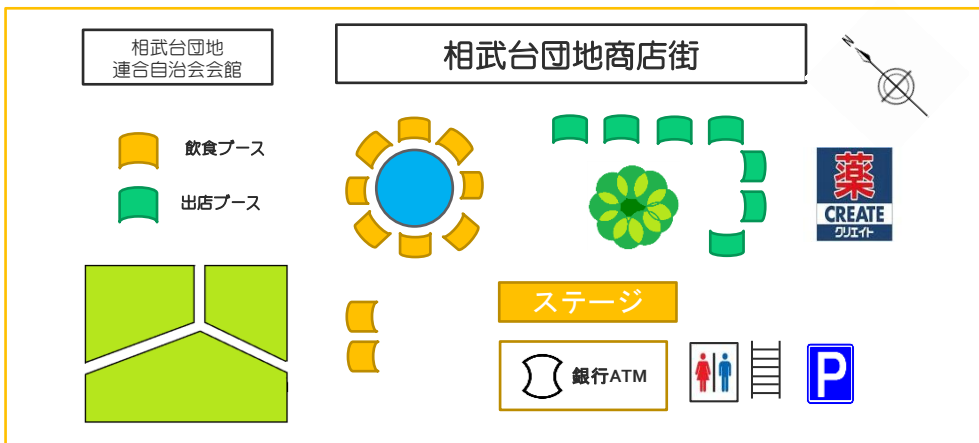 相武台団地
連合自治会会館
相武台団地商店街
N
飲食ブース
出店ブース
薬
CREATE
クリエイト
ステージ
銀行ATM
P